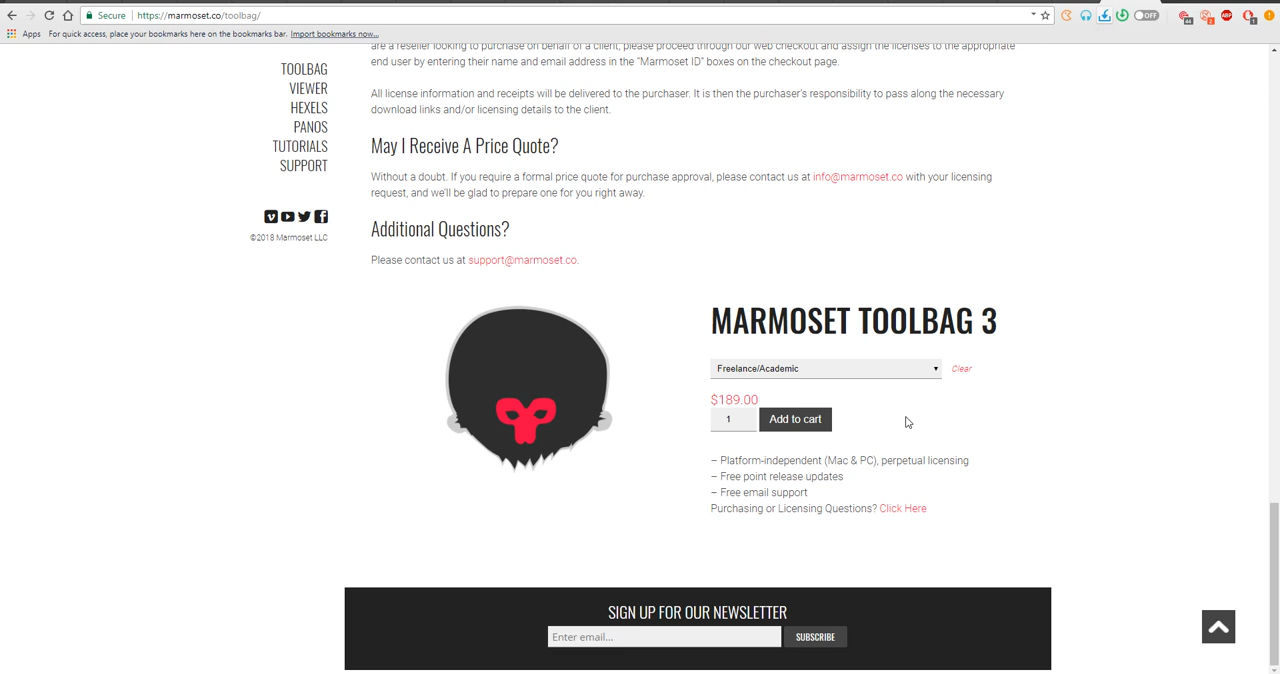 Secure
https://marmoset.co/toolbag/
OFF
Apps
For quick access, place your bookmarks here on the bookmarks bar. Import bookmarks now...
TOOLBAG
VIEWER
HEXELS
PANOS
TUTORIALS
SUPPORT
©2018 Marmoset LLC
are a reseller looking to purchase on behalf of a client, please proceed through our web checkout and assign the licenses to the appropriate
end user by entering their name and email address in the “Marmoset ID” boxes on the checkout page.
All license information and receipts will be delivered to the purchaser. It is then the purchaser's responsibility to pass along the necessary
download links and/or licensing details to the client.
May I Receive A Price Quote?
Without a doubt. If you require a formal price quote for purchase approval, please contact us at info@marmoset.co with your licensing
request, and we'll be glad to prepare one for you right away.
Additional Questions?
Please contact us at support@marmoset.co.
MARMOSET TOOLBAG 3
Freelance/Academic
Clear
$189.00
1
Add to cart
– Platform-independent (Mac & PC), perpetual licensing
– Free point release updates
– Free email support
Purchasing or Licensing Questions? Click Here
SIGN UP FOR OUR NEWSLETTER
Enter email...
SUBSCRIBE